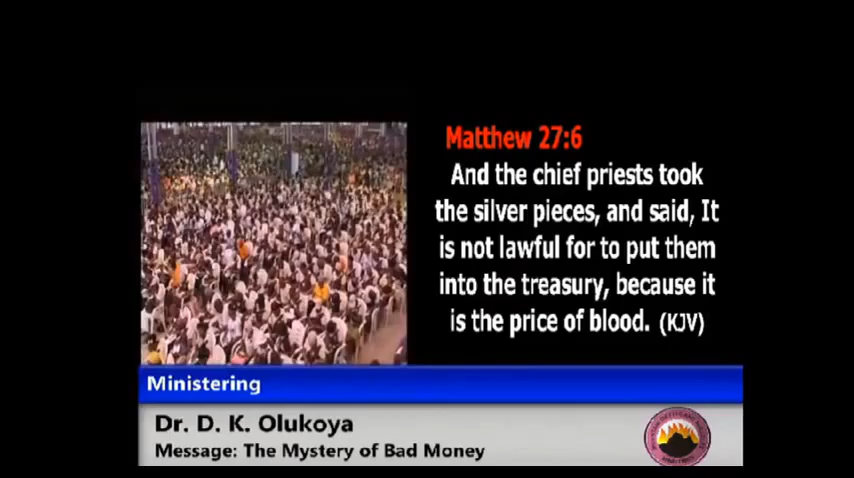 Matthew 27:6
And the chief priests took
the silver pieces, and said, It
is not lawful for to put them
into the treasury, because it
is the price of blood. (KJV)
Ministering
Dr. D. K. Olukoya
Message: The Mystery of Bad Money